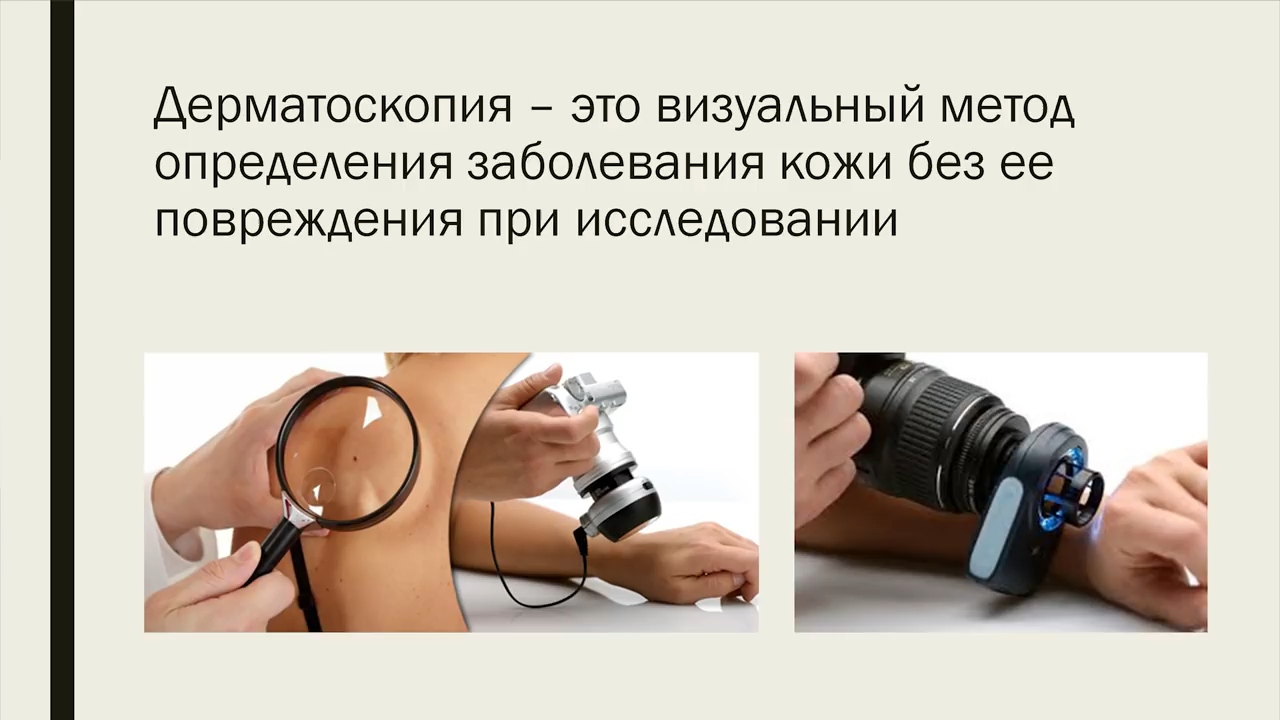 Дерматоскопия – это визуальный метод
определения заболевания кожи без ее
повреждения при исследовании